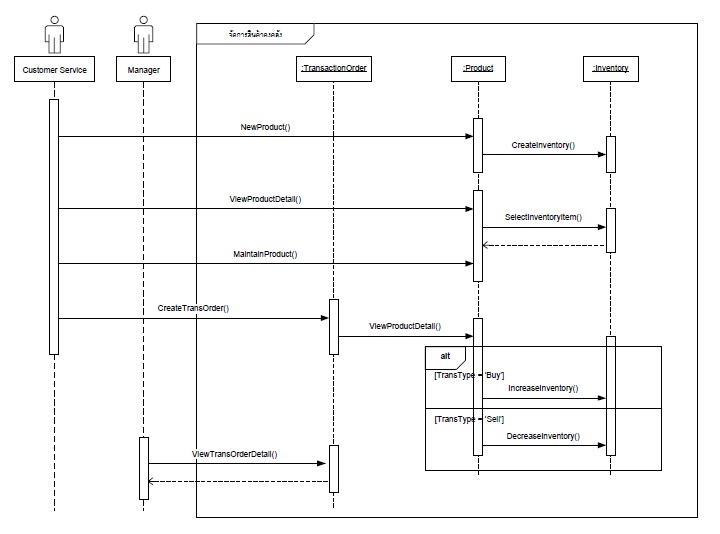 จัดการสินค้าคงคลัง
Customer Service
Manager
:TransactionOrder
:Product
:Inventory
NewProduct()
CreateInventory()
ViewProductDetail()
SelectInventoryItem()
MaintainProduct()
CreateTransOrder()
ViewProductDetail()
alt
[TransType = 'Buy']
IncreaseInventory()
[TransType = 'Sell']
DecreaseInventory()
ViewTransOrderDetail()